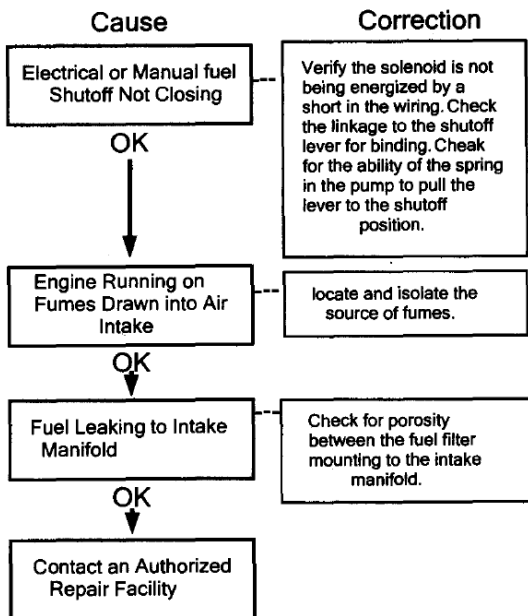 Cause
Correction
Electrical or Manual fuel
Shutoff Not Closing
Verify the solenoid is not
being energized by a
short in the wiring. Check
the linkage to the shutoff
lever for binding. Cheak
for the ability of the spring
in the pump to pull the
lever to the shutoff
position.
OK
Engine Running on
Fumes Drawn into Air
Intake
locate and isolate the
source of fumes.
OK
Fuel Leaking to Intake
Manifold
Check for porosity
between the fuel filter
mounting to the intake
manifold.
OK
Contact an Authorized
Repair Facility